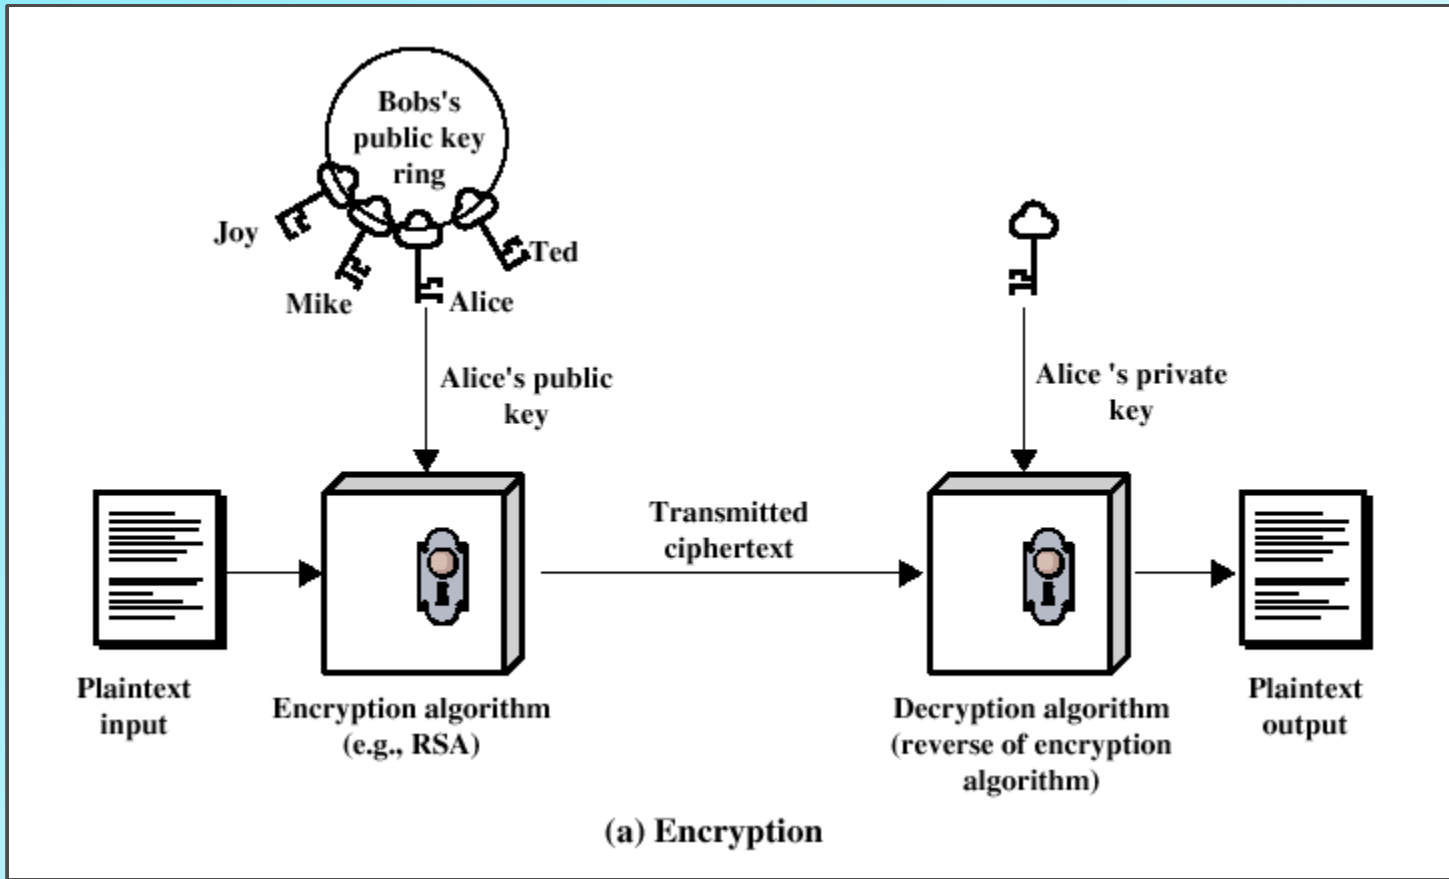 Bobs's
public key
ring
Joy
Ted
Mike
Alice
Alice's public
key
Alice 's private
key
Transmitted
ciphertext
Plaintext
input
Encryption algorithm
(e.g., RSA)
Decryption algorithm
(reverse of encryption
algorithm)
Plaintext
output
(a) Encryption